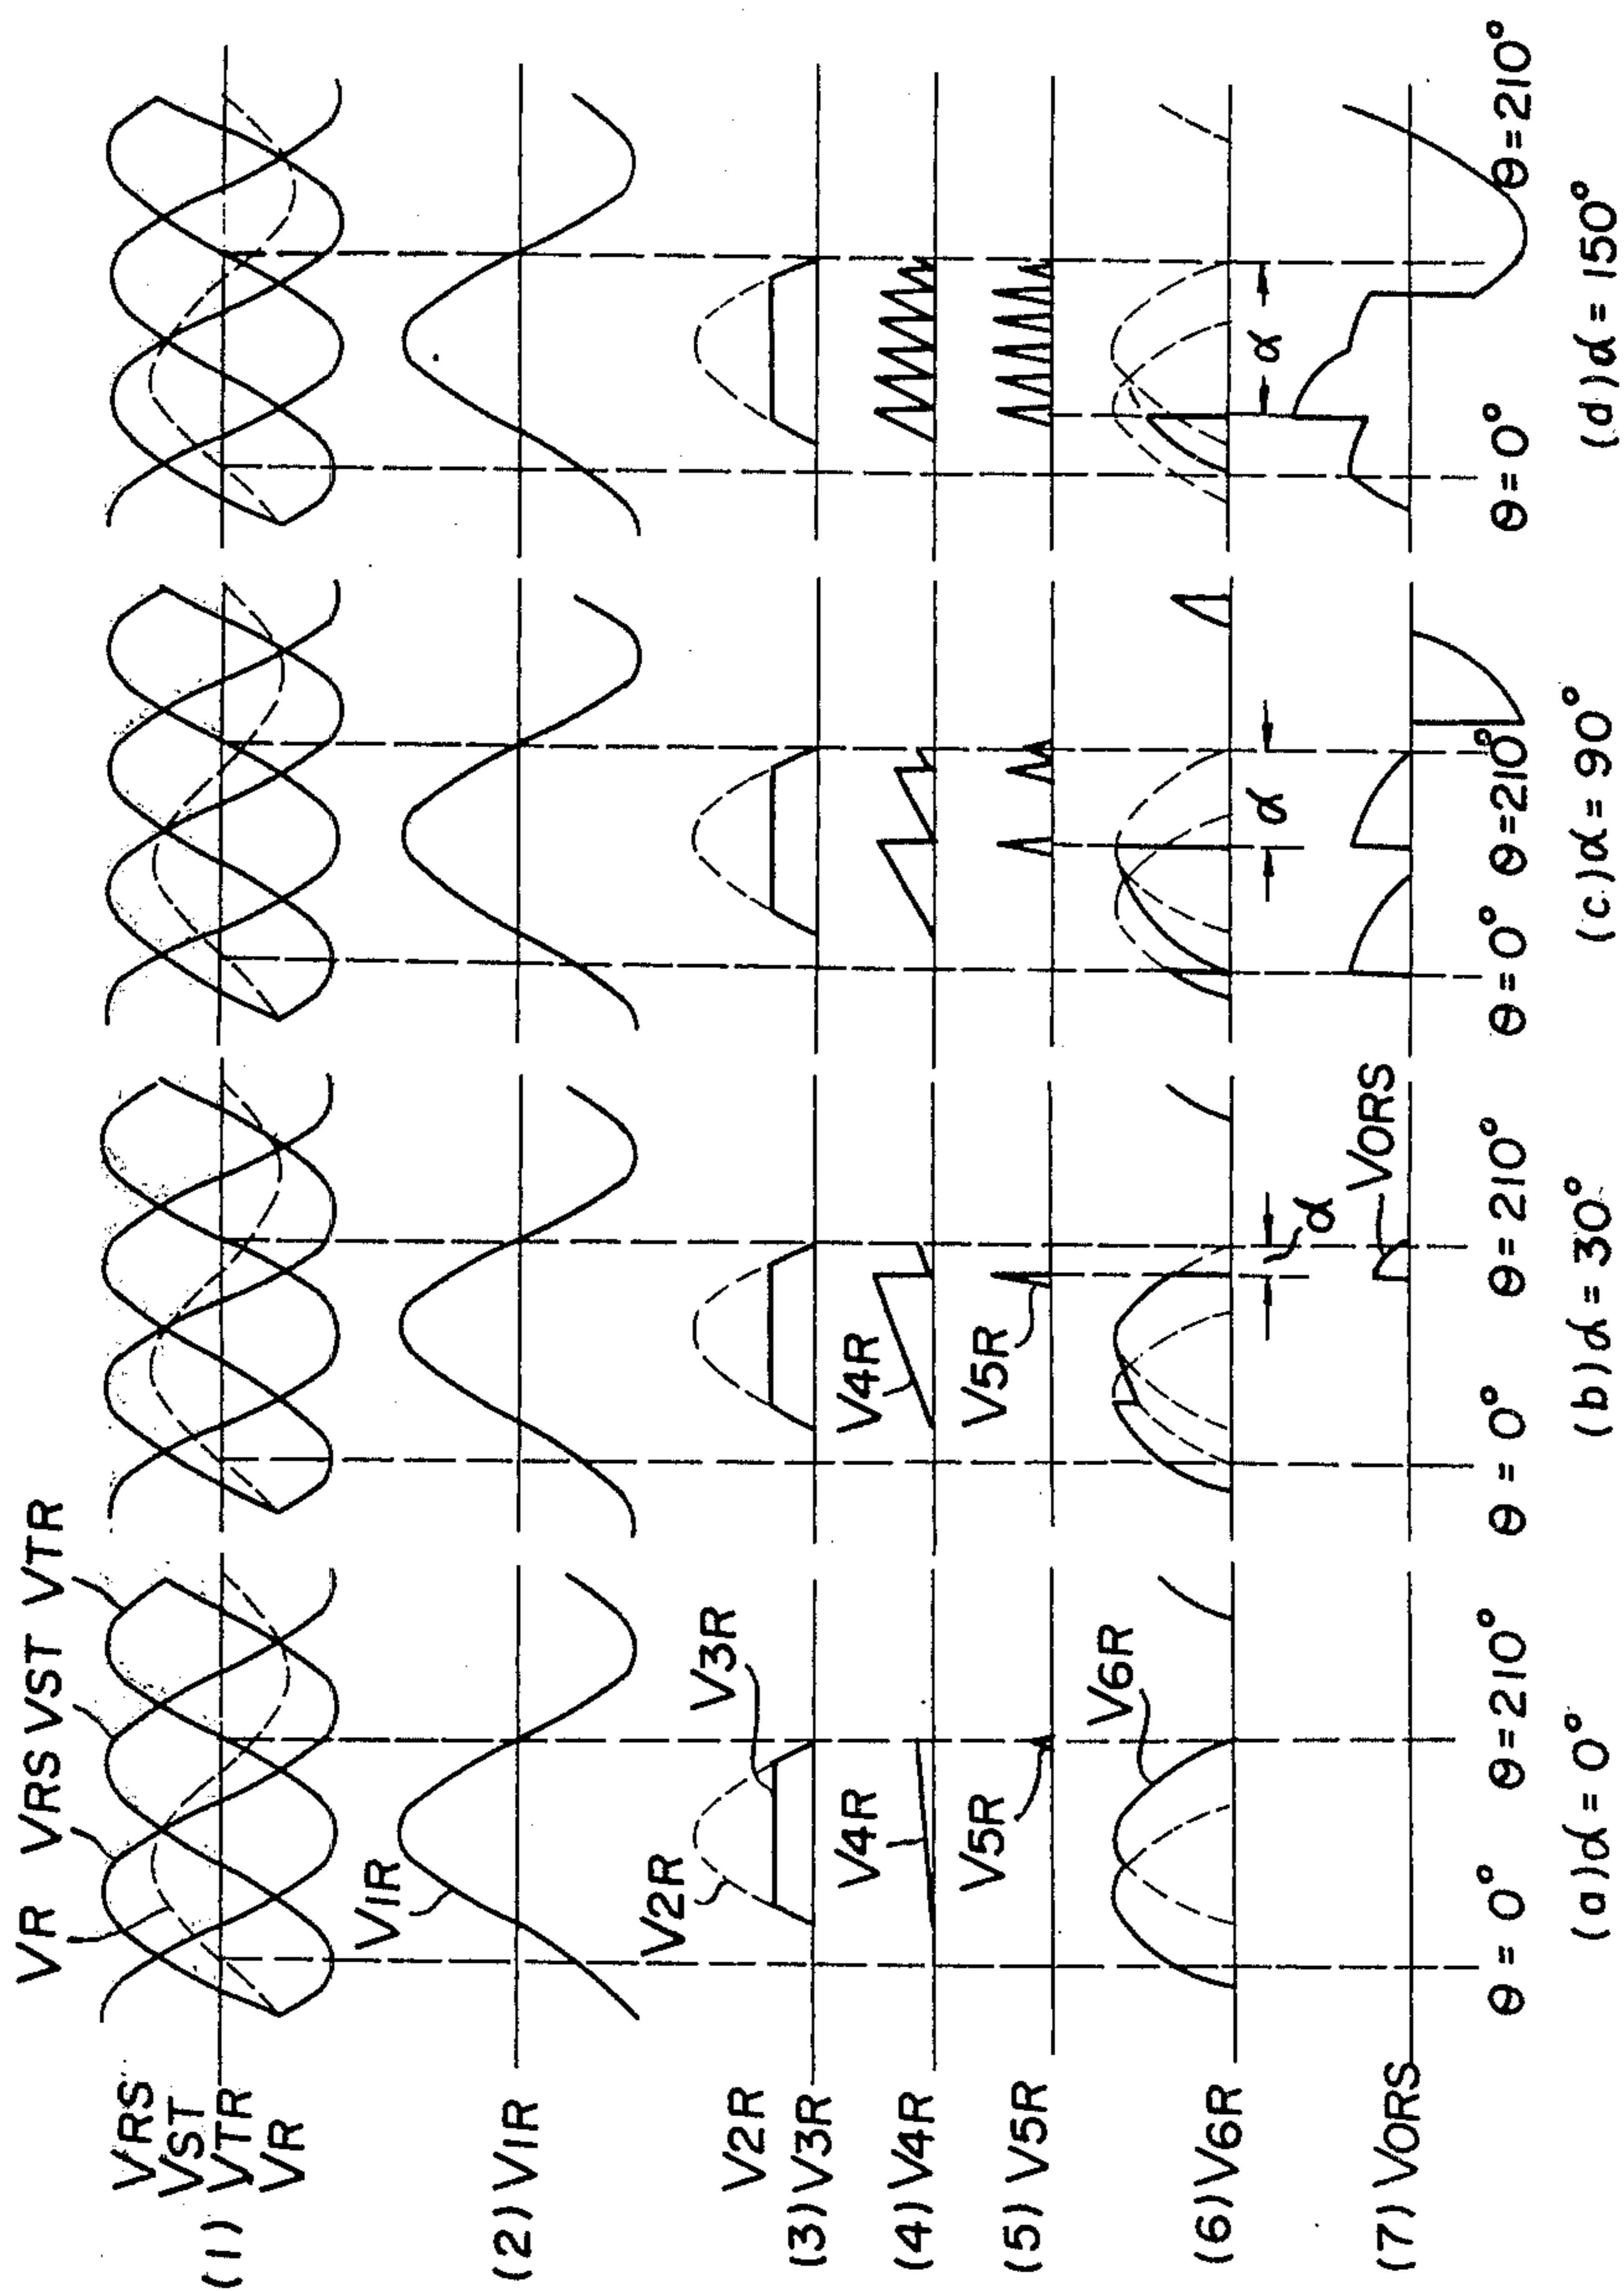 VRS
VST
(1) VTR
VR
VR VRS VST VTR
(2) V1R
V1R
V2R
(3) V3R
V2R
V3R
(4) V4R
V4R
V4R
(5) V5R
V5R
V5R
(6) V6R
V6R
α
α
α
(7) VORS
VORS
θ = 0° θ = 210°
θ = 0° θ = 210°
θ = 0° θ = 210°
θ = 0° θ = 210°
(a) α = 0°
(b) α = 30°
(c) α = 90°
(d) α = 150°